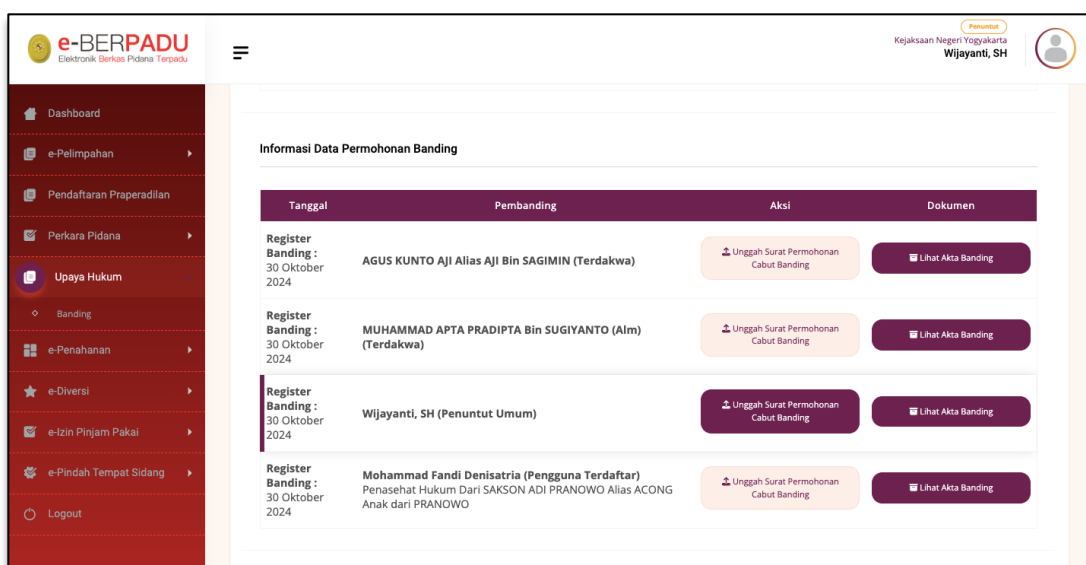 e-BERPADU
Elektronik Berkas Pidana Terpadu
Penuntut
Kejaksaan Negeri Yogyakarta
Wijayanti, SH
Dashboard
e-Pelimpahan
Pendaftaran Praperadilan
Perkara Pidana
Upaya Hukum
Banding
e-Penahanan
e-Diversi
e-Izin Pinjam Pakai
e-Pindah Tempat Sidang
Logout
Informasi Data Permohonan Banding
Tanggal Pembanding Aksi Dokumen
Register
Banding :
30 Oktober
2024
AGUS KUNTO AJI Alias AJI Bin SAGIMIN (Terdakwa)
Unggah Surat Permohonan
Cabut Banding
Lihat Akta Banding
Register
Banding :
30 Oktober
2024
MUHAMMAD APTA PRADIPTA Bin SUGIYANTO (Alm)
(Terdakwa)
Unggah Surat Permohonan
Cabut Banding
Lihat Akta Banding
Register
Banding :
30 Oktober
2024
Wijayanti, SH (Penuntut Umum)
Unggah Surat Permohonan
Cabut Banding
Lihat Akta Banding
Register
Banding :
30 Oktober
2024
Mohammad Fandi Denisatria (Pengguna Terdaftar)
Penasehat Hukum Dari SAKSON ADI PRANOWO Alias ACONG
Anak dari PRANOWO
Unggah Surat Permohonan
Cabut Banding
Lihat Akta Banding